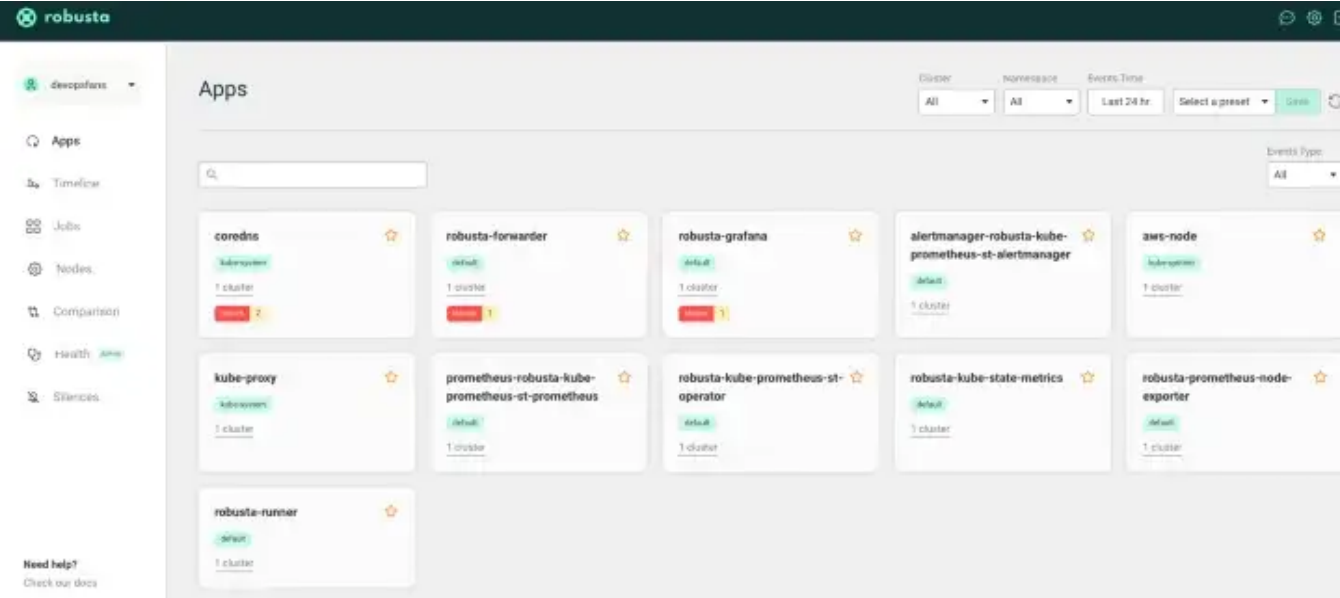 robusta
devopsfans
Apps
Timeline
Jobs
Nodes
Comparison
Health
Silences
Need help?
Check our docs
Apps
Cluster
Namespace
Events Time
All
All
Last 24 hr
Select a preset
Save
Events Type
All
coredns
kube-system
1 cluster
2
robusta-forwarder
default
1 cluster
1
robusta-grafana
default
1 cluster
1
alertmanager-robusta-kube-
prometheus-st-alertmanager
default
1 cluster
aws-node
kube-system
1 cluster
kube-proxy
kube-system
1 cluster
prometheus-robusta-kube-
prometheus-st-prometheus
default
1 cluster
robusta-kube-prometheus-st-
operator
default
1 cluster
robusta-kube-state-metrics
default
1 cluster
robusta-prometheus-node-
exporter
default
1 cluster
robusta-runner
default
1 cluster